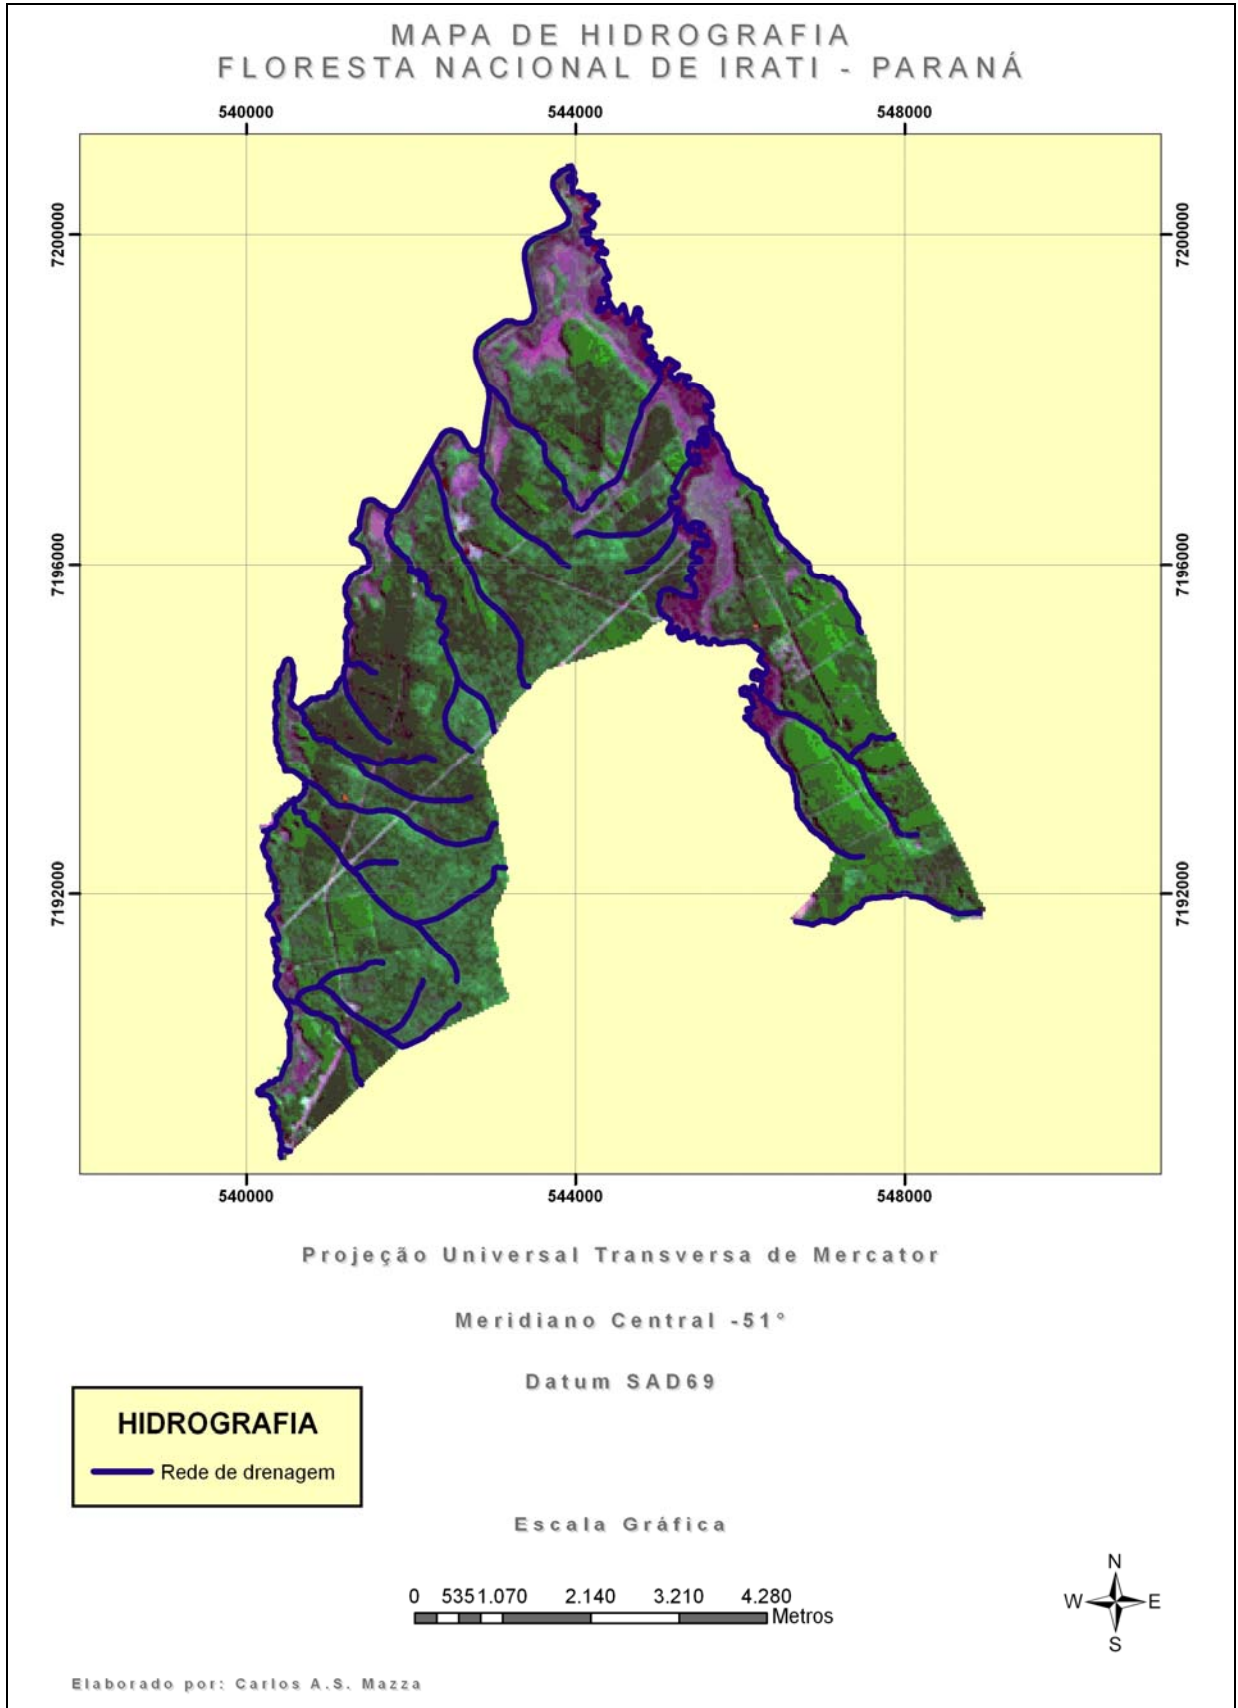 MAPA DE HIDROGRAFIA
FLORESTA NACIONAL DE IRATI - PARANÁ
540000 544000 548000
7200000 7200000
7196000 7196000
7192000 7192000
540000 544000 548000
Projeção Universal Transversa de Mercator
Meridiano Central -51°
Datum SAD69
HIDROGRAFIA
Rede de drenagem
Escala Gráfica
0 535 1.070 2.140 3.210 4.280
Metros
N
W E
S
Elaborado por: Carlos A.S. Mazza